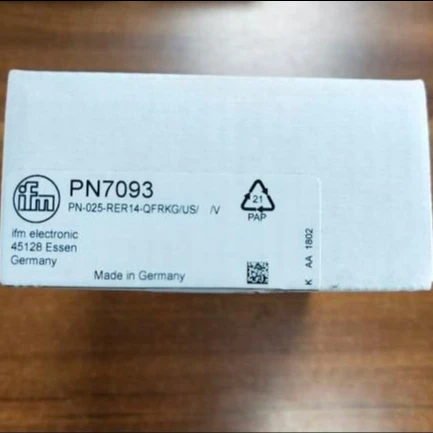 ifm
PN7093
PN-025-RER14-QFRKG/US/ /V
21
PAP
ifm electronic
45128 Essen
Germany
Made in Germany
K AA 1802